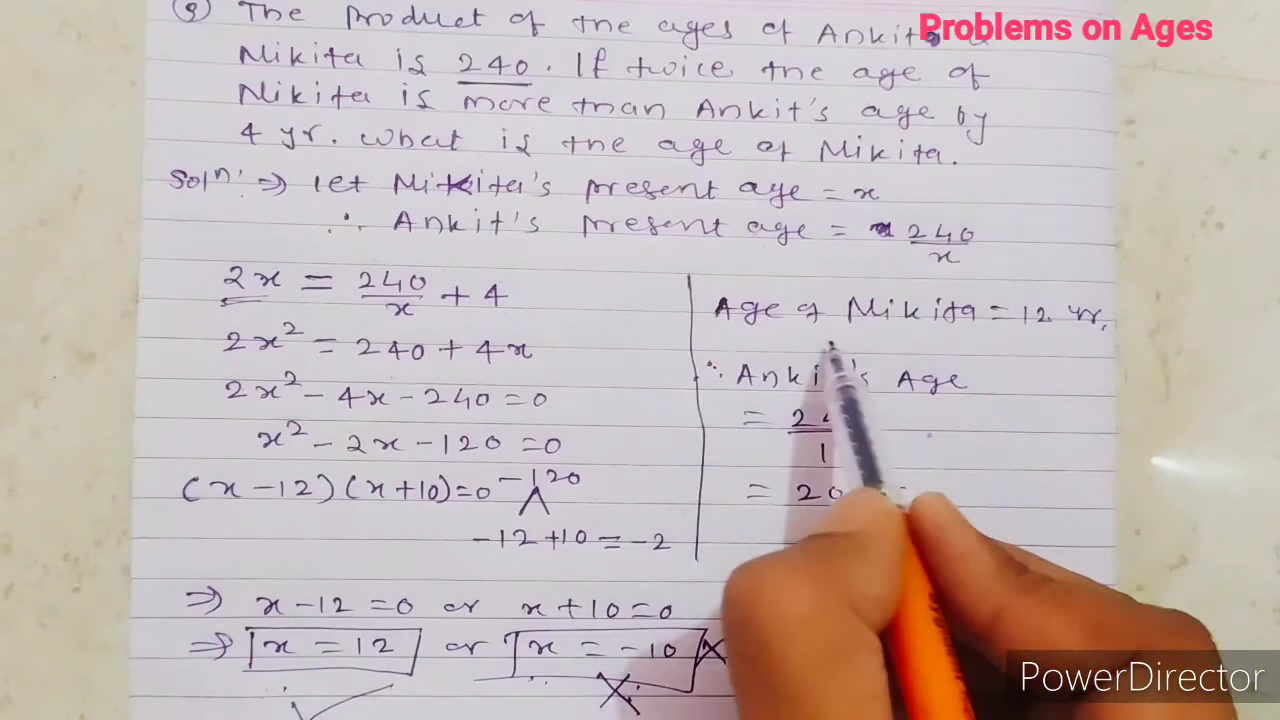 (9) The Product of the ages of Ankit &
Problems on Ages
Nikita is 240. If twice the age of
Nikita is more than Ankit's age by
4 yr. what is the age of Nikita.
Soln: ⇒ let Nikita's present age = x
∴ Ankit's present age = 240/x
2x = 240/x + 4
2x² = 240 + 4x
2x² - 4x - 240 = 0
x² - 2x - 120 = 0
(x - 12) (x + 10) = 0 -120
-12 + 10 = -2
⇒ x - 12 = 0 or x + 10 = 0
⇒ x = 12 or x = -10 X
Age of Nikita = 12 yr.
∴ Ankit's Age
=
= 20
PowerDirector